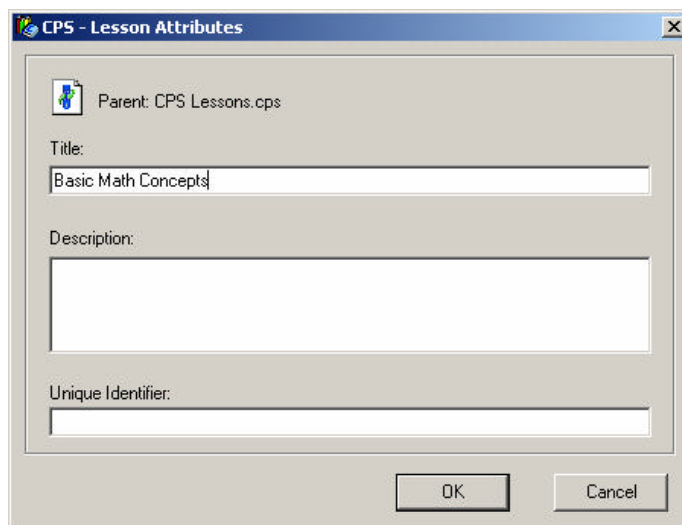 CPS - Lesson Attributes
Parent: CPS Lessons.cps
Title:
Basic Math Concepts
Description:
Unique Identifier:
OK Cancel